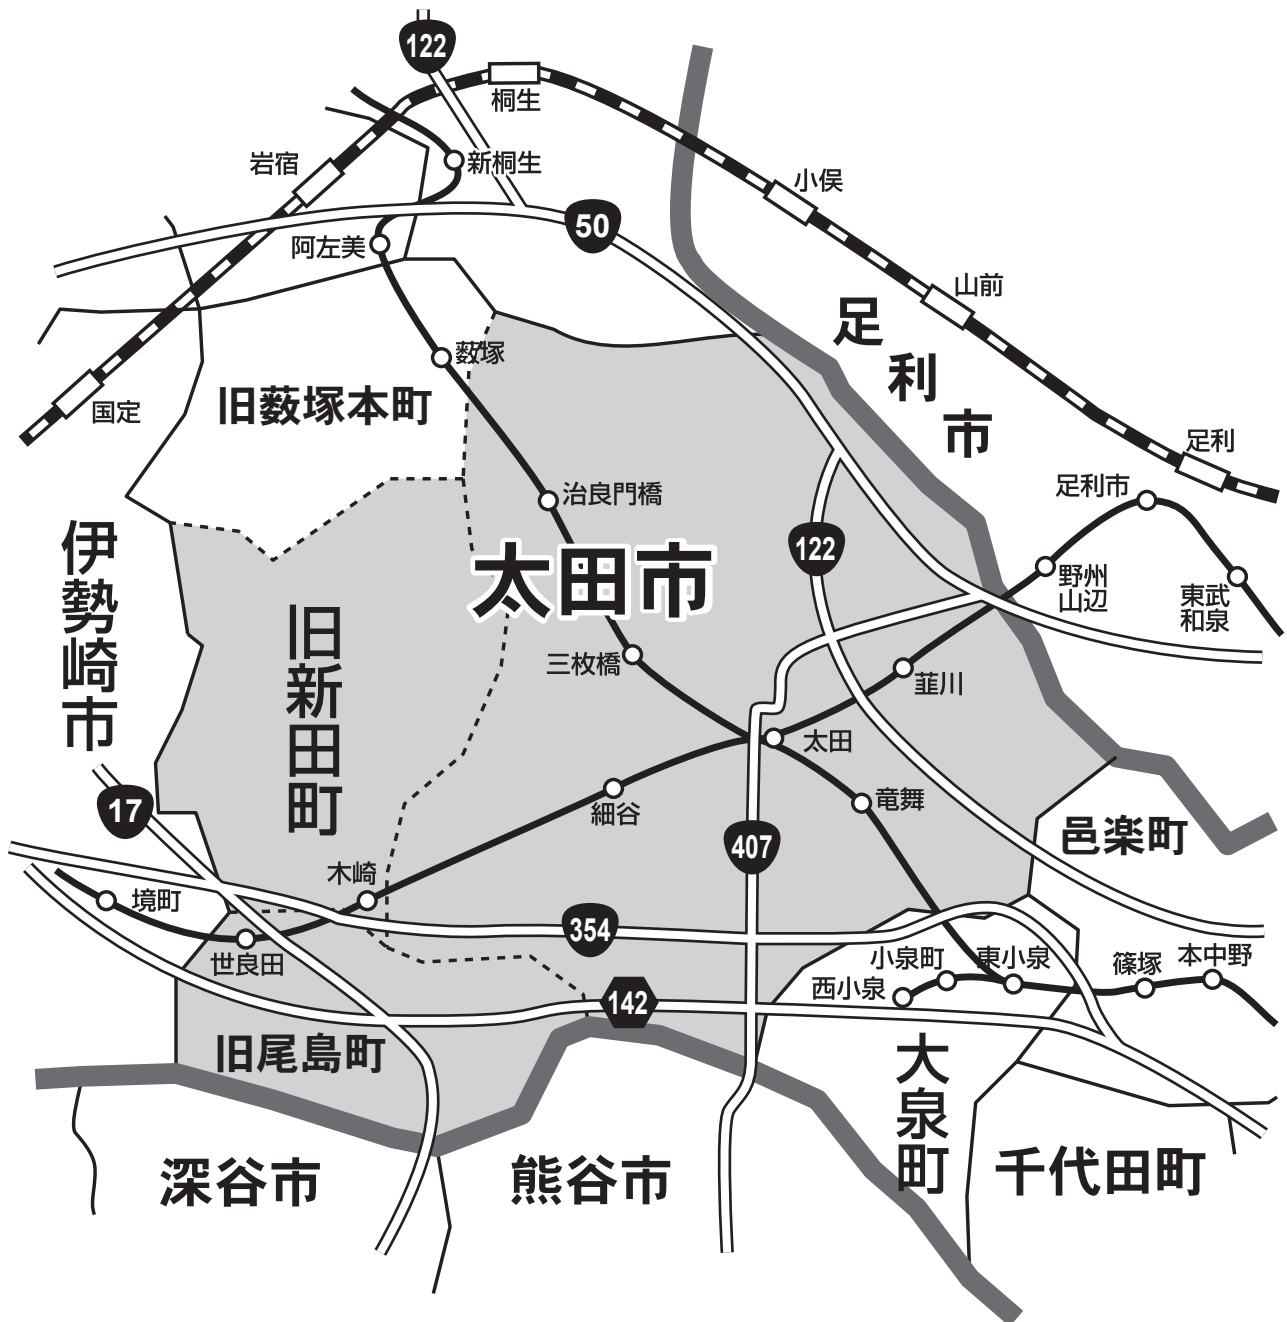 122
桐生
岩宿
新桐生
小俣
50
阿左美
山前
足利市
薮塚
国定
旧薮塚本町
足利
足利市
治良門橋
伊勢崎市
太田市
122
野州
山辺
東武
和泉
旧新田町
三枚橋
韮川
太田
細谷
竜舞
17
407
邑楽町
木崎
境町
354
世良田
小泉町
東小泉
篠塚
本中野
西小泉
142
旧尾島町
大泉町
深谷市
熊谷市
千代田町